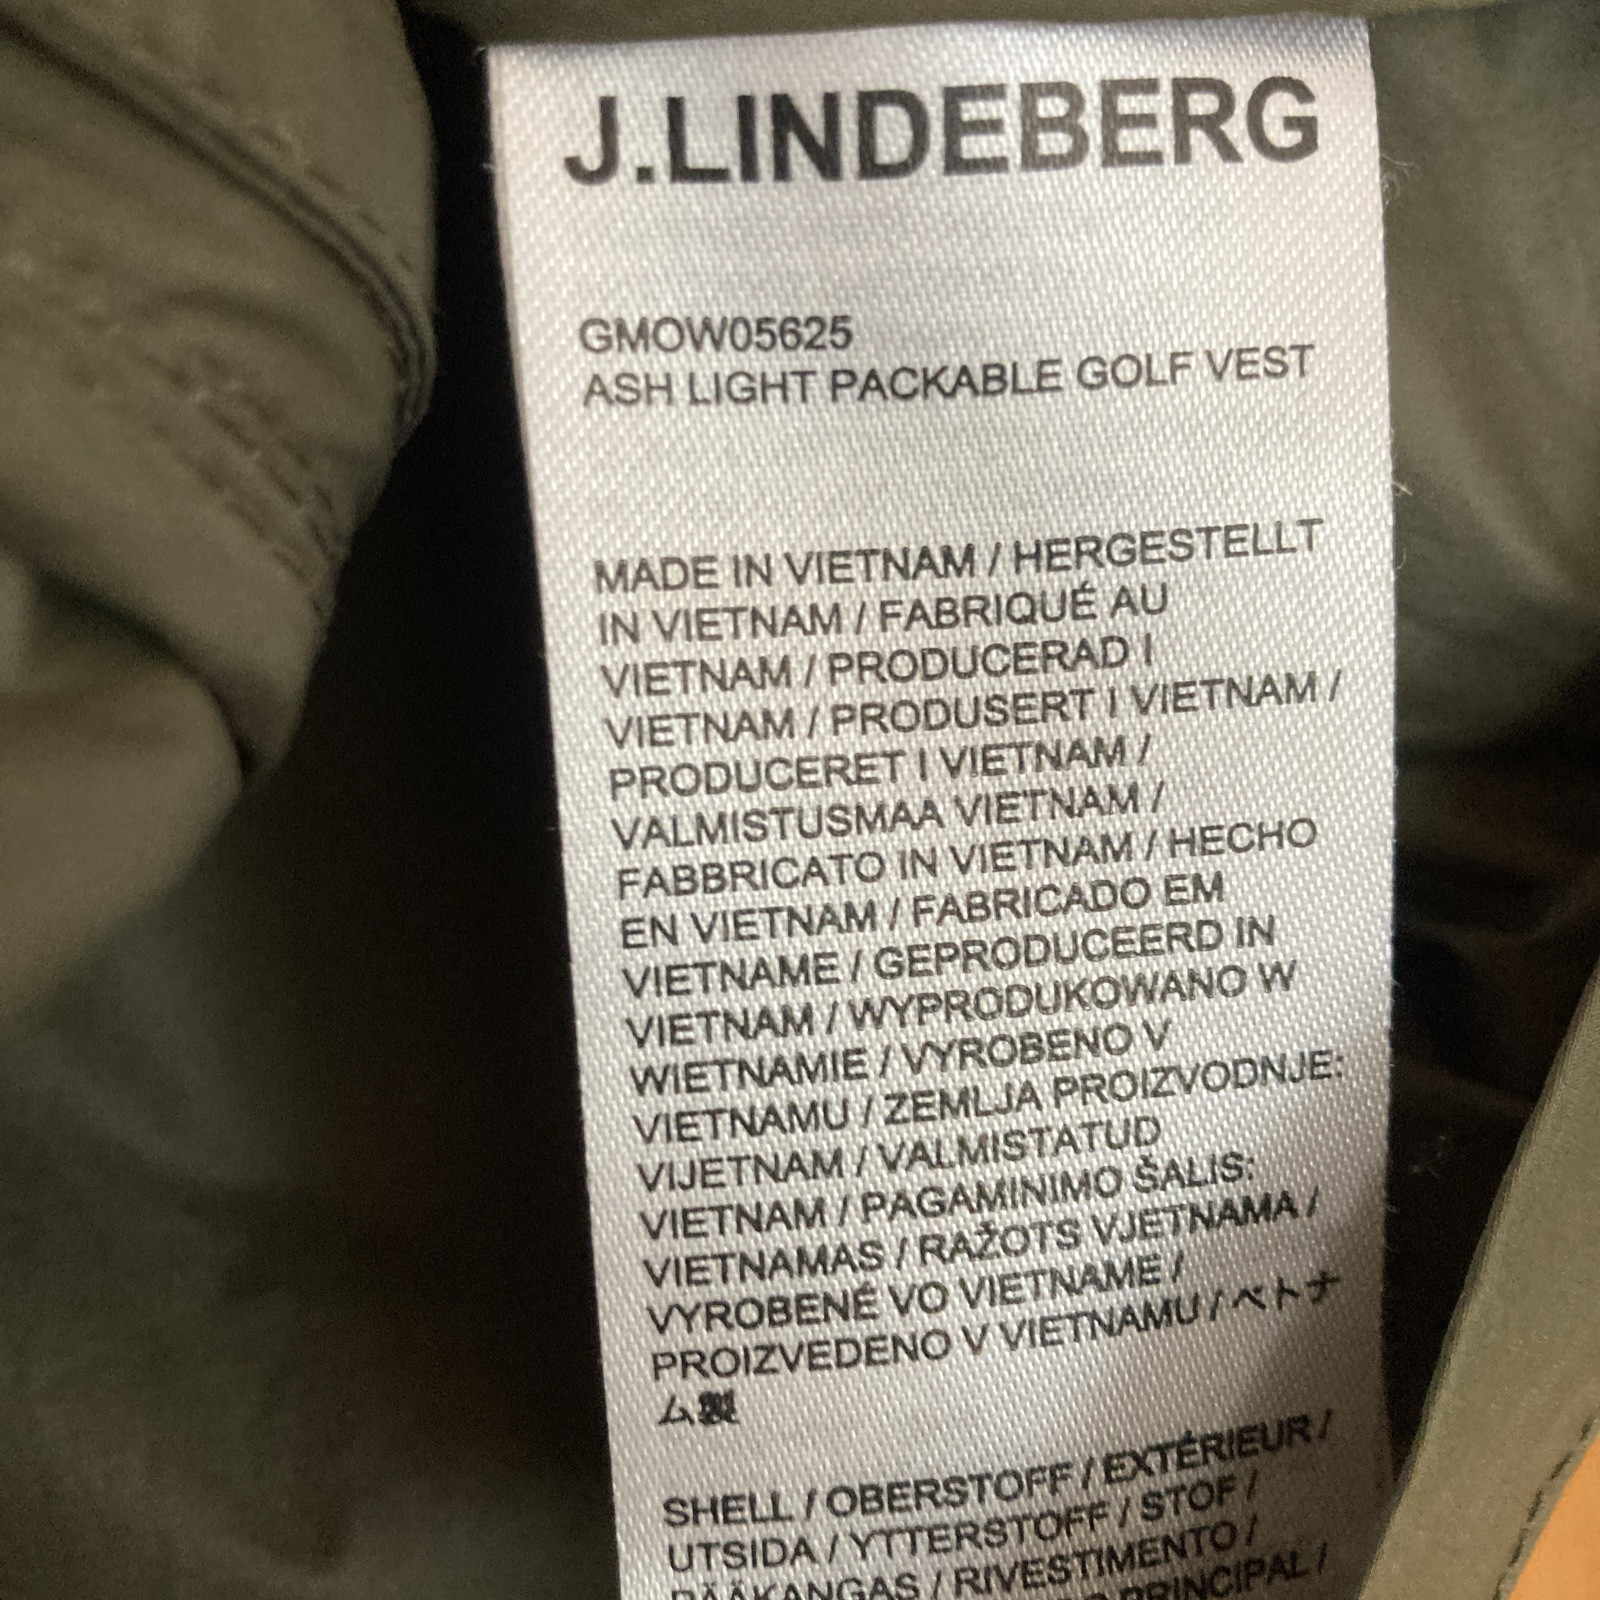 J.LINDEBERG
GMOW05625
ASH LIGHT PACKABLE GOLF VEST
MADE IN VIETNAM / HERGESTELLT
IN VIETNAM / FABRIQUÉ AU
VIETNAM / PRODUCERAD I
VIETNAM / PRODUSERT I VIETNAM /
PRODUCERET I VIETNAM /
VALMISTUSMAA VIETNAM /
FABBRICATO IN VIETNAM / HECHO
EN VIETNAM / FABRICADO EM
VIETNAME / GEPRODUCEERD IN
VIETNAM / WYPRODUKOWANO W
WIETNAMIE / VYROBENO V
VIETNAMU / ZEMLJA PROIZVODNJE:
VIJETNAM / VALMISTATUD
VIETNAM / PAGAMINIMO ŠALIS:
VIETNAMAS / RAŽOTS VJETNAMA /
VYROBENÉ VO VIETNAME /
PROIZVEDENO V VIETNAMU / ベトナ
ム製
SHELL / OBERSTOFF / EXTÉRIEUR /
UTSIDA / YTTERSTOFF / STOF /
PÄÄKANGAS / RIVESTIMENTO /
PRINCIPAL /